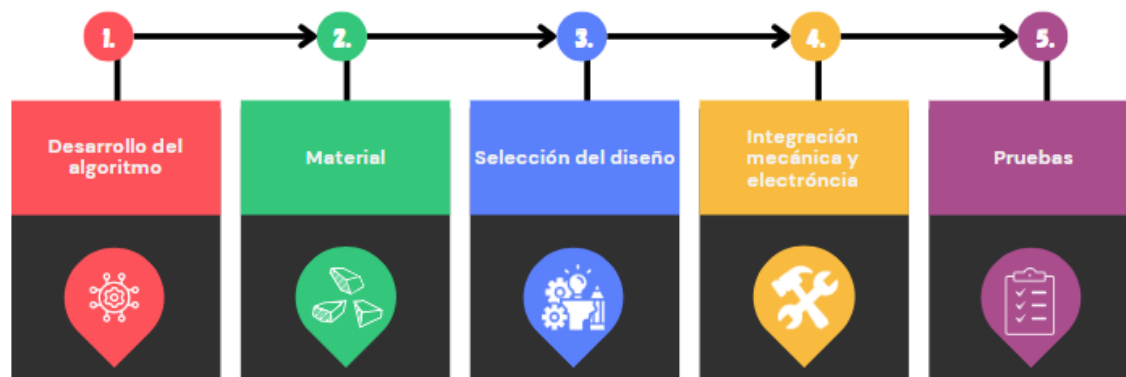 1.
2.
3.
4.
5.
Desarrollo del
algoritmo
Material
Selección del diseño
Integración
mecánica y
electróncia
Pruebas